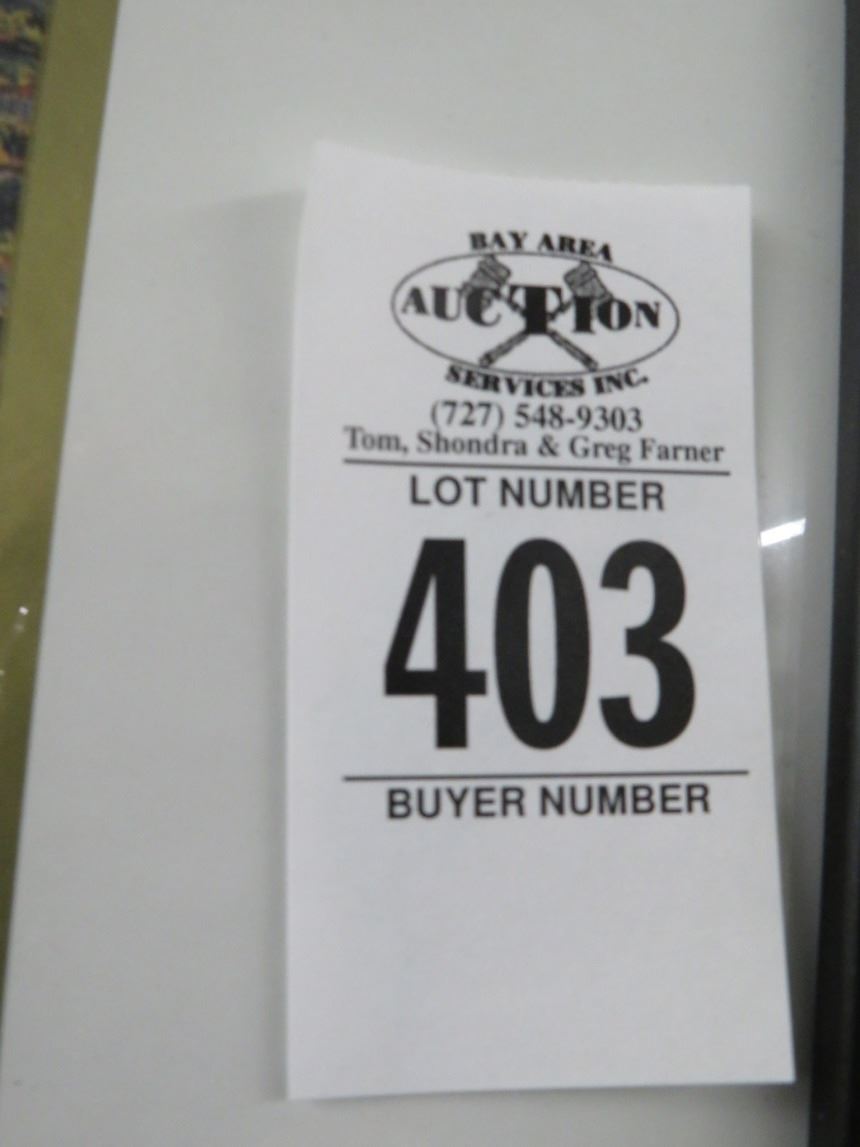 BAY AREA
AUCTION
SERVICES INC.
(727) 548-9303
Tom, Shondra & Greg Farner
LOT NUMBER
403
BUYER NUMBER